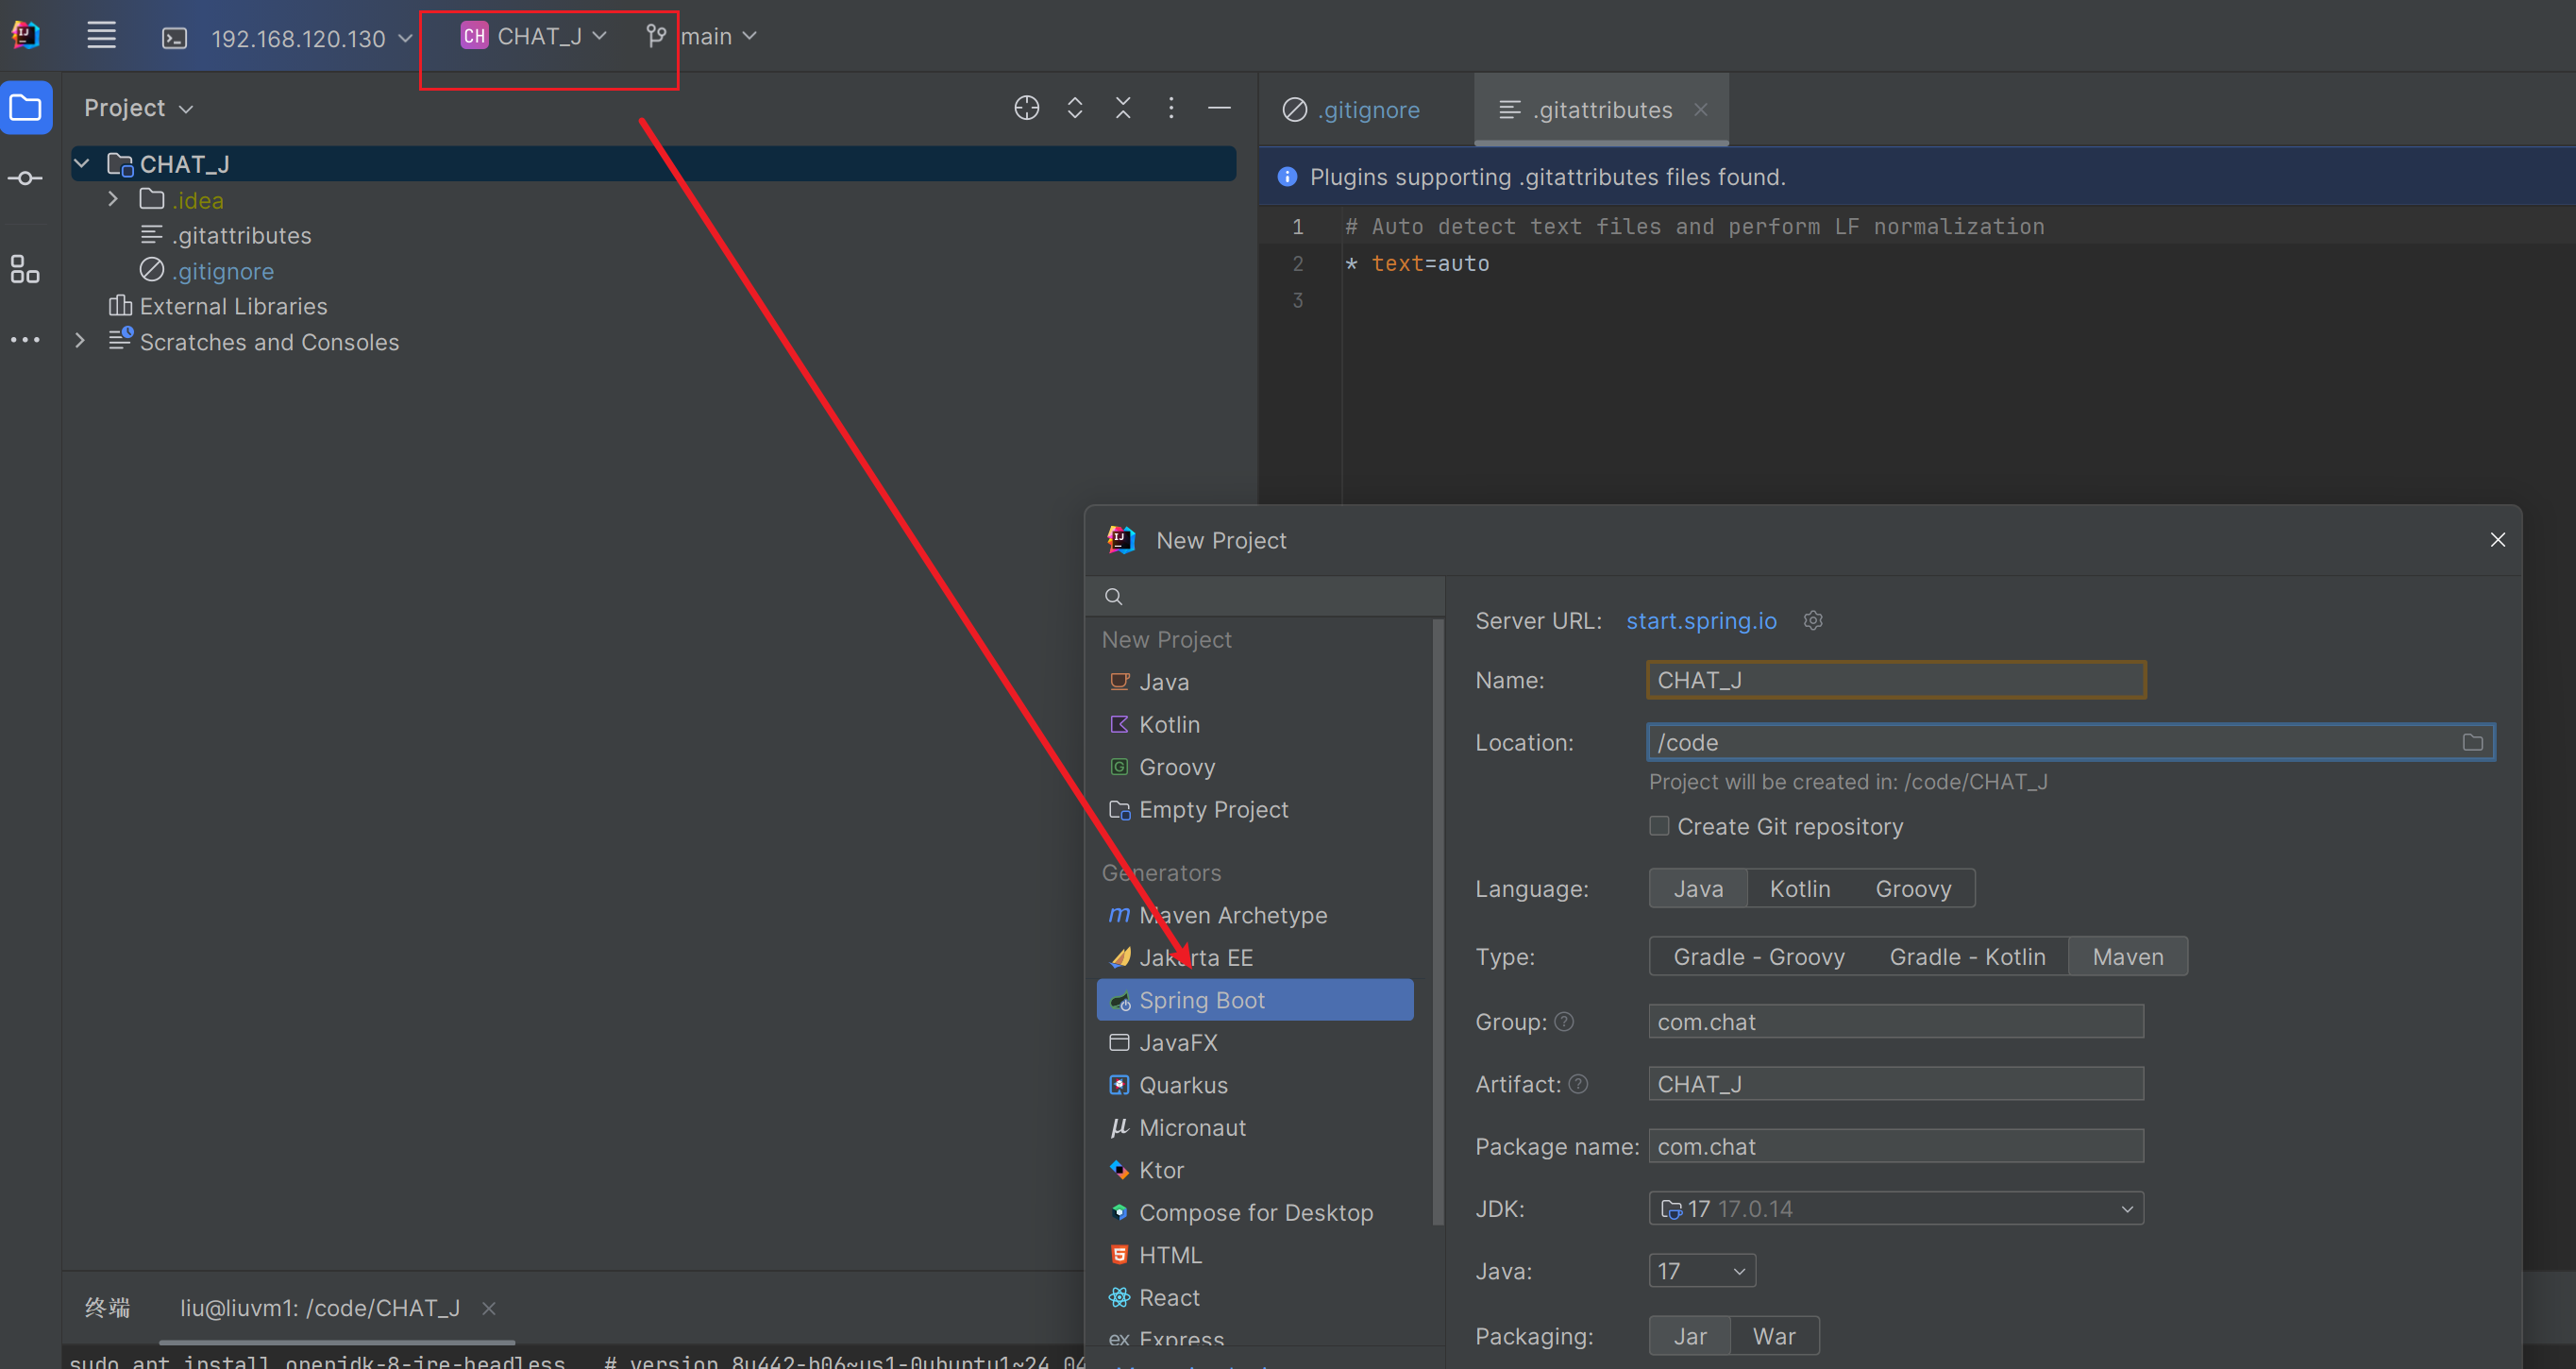 192.168.120.130
CH CHAT_J
main
Project
CHAT_J
.idea
.gitattributes
.gitignore
External Libraries
Scratches and Consoles
.gitignore
.gitattributes
Plugins supporting .gitattributes files found.
1 # Auto detect text files and perform LF normalization
2 * text=auto
3
New Project
New Project
Java
Kotlin
Groovy
Empty Project
Generators
Maven Archetype
Jakarta EE
Spring Boot
JavaFX
Quarkus
Micronaut
Ktor
Compose for Desktop
HTML
React
ex Express
Server URL: start.spring.io
Name: CHAT_J
Location: /code
Project will be created in: /code/CHAT_J
Create Git repository
Language: Java Kotlin Groovy
Type: Gradle - Groovy Gradle - Kotlin Maven
Group: com.chat
Artifact: CHAT_J
Package name: com.chat
JDK: 17 17.0.14
Java: 17
Packaging: Jar War
终端 liu@liuvm1: /code/CHAT_J
sudo apt install openjdk-8-jre-headless # version 8u442-b06~us1-0ubuntu1~24.04